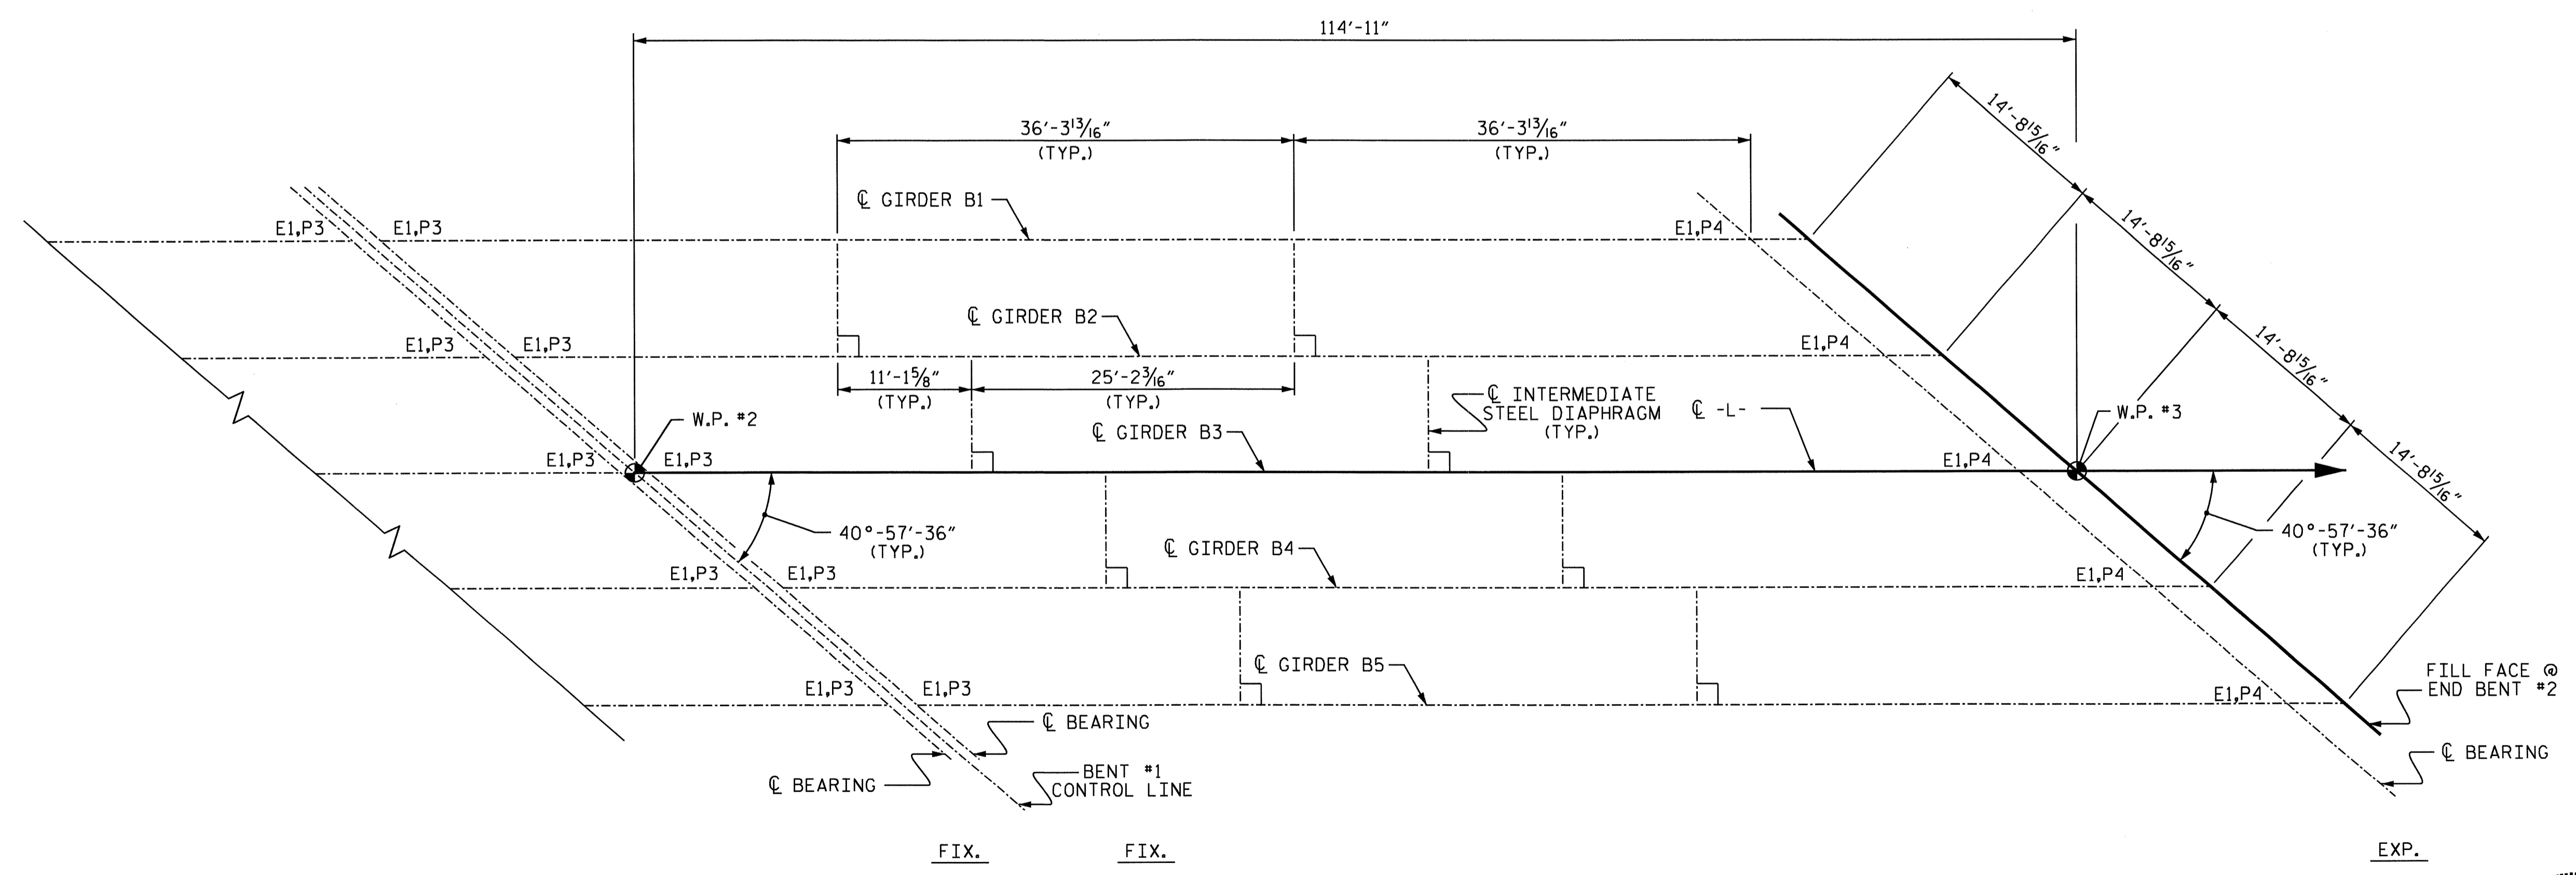 114'-11"
36'-3 13/16"
(TYP.)
36'-3 13/16"
(TYP.)
14'-8 15/16"
14'-8 15/16"
14'-8 15/16"
14'-8 15/16"
℄ GIRDER B1
E1,P3
E1,P3
E1,P4
℄ GIRDER B2
E1,P3
E1,P3
E1,P4
11'-1 5/8"
(TYP.)
25'-2 3/16"
(TYP.)
℄ INTERMEDIATE
STEEL DIAPHRAGM
(TYP.)
℄ -L-
W.P. #2
W.P. #3
℄ GIRDER B3
E1,P3
E1,P3
E1,P4
40°-57'-36"
(TYP.)
40°-57'-36"
(TYP.)
℄ GIRDER B4
E1,P3
E1,P3
E1,P4
℄ GIRDER B5
E1,P3
E1,P3
E1,P4
FILL FACE @
END BENT #2
℄ BEARING
℄ BEARING
℄ BEARING
BENT #1
CONTROL LINE
FIX.
FIX.
EXP.